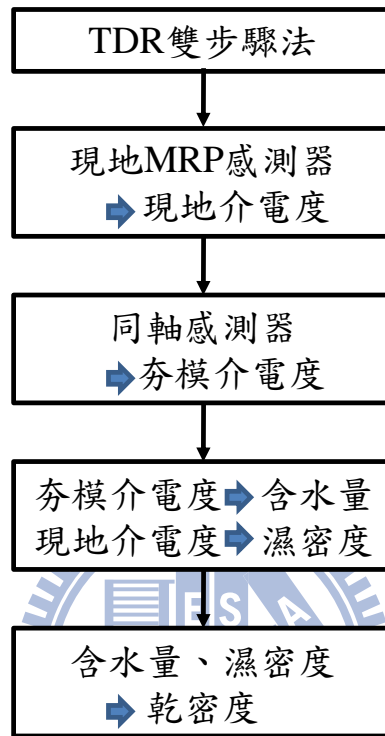 TDR雙步驟法
現地MRP感測器
現地介電度
同軸感測器
夯模介電度
夯模介電度 含水量
現地介電度 濕密度
ES A
含水量、濕密度
乾密度